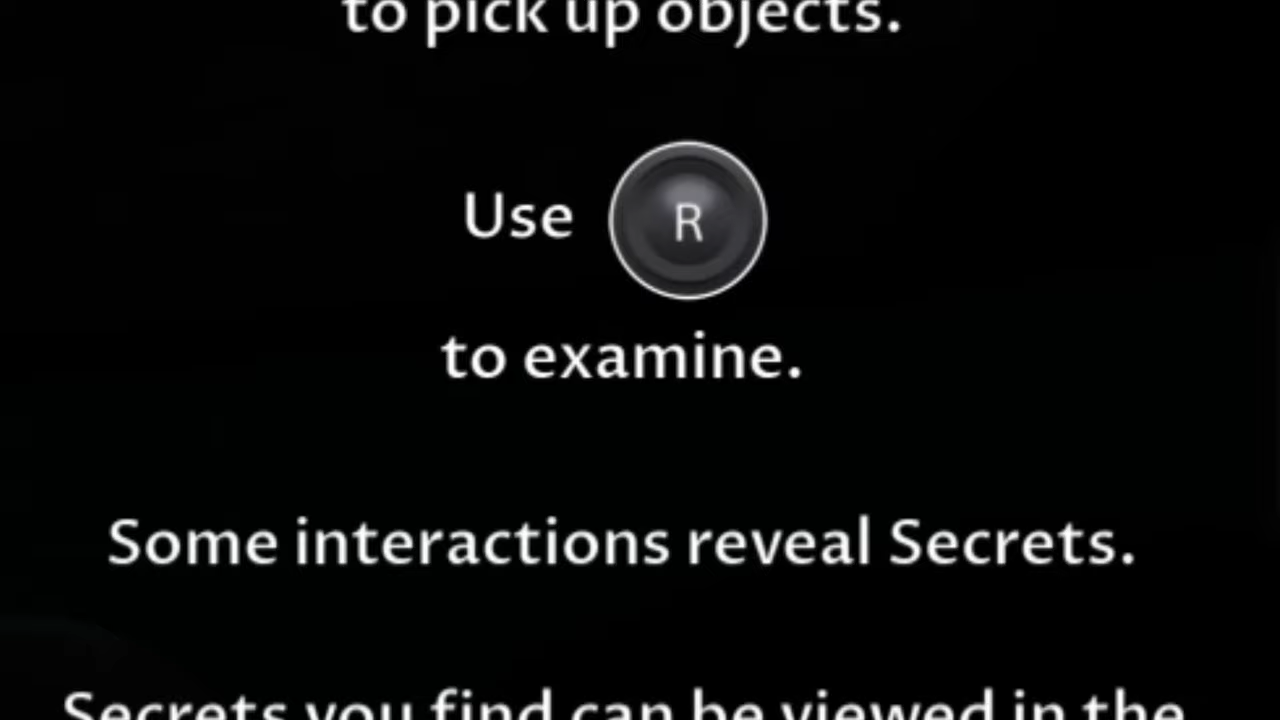 to pick up objects.
Use R
to examine.
Some interactions reveal Secrets.
Secrets you find can be viewed in the